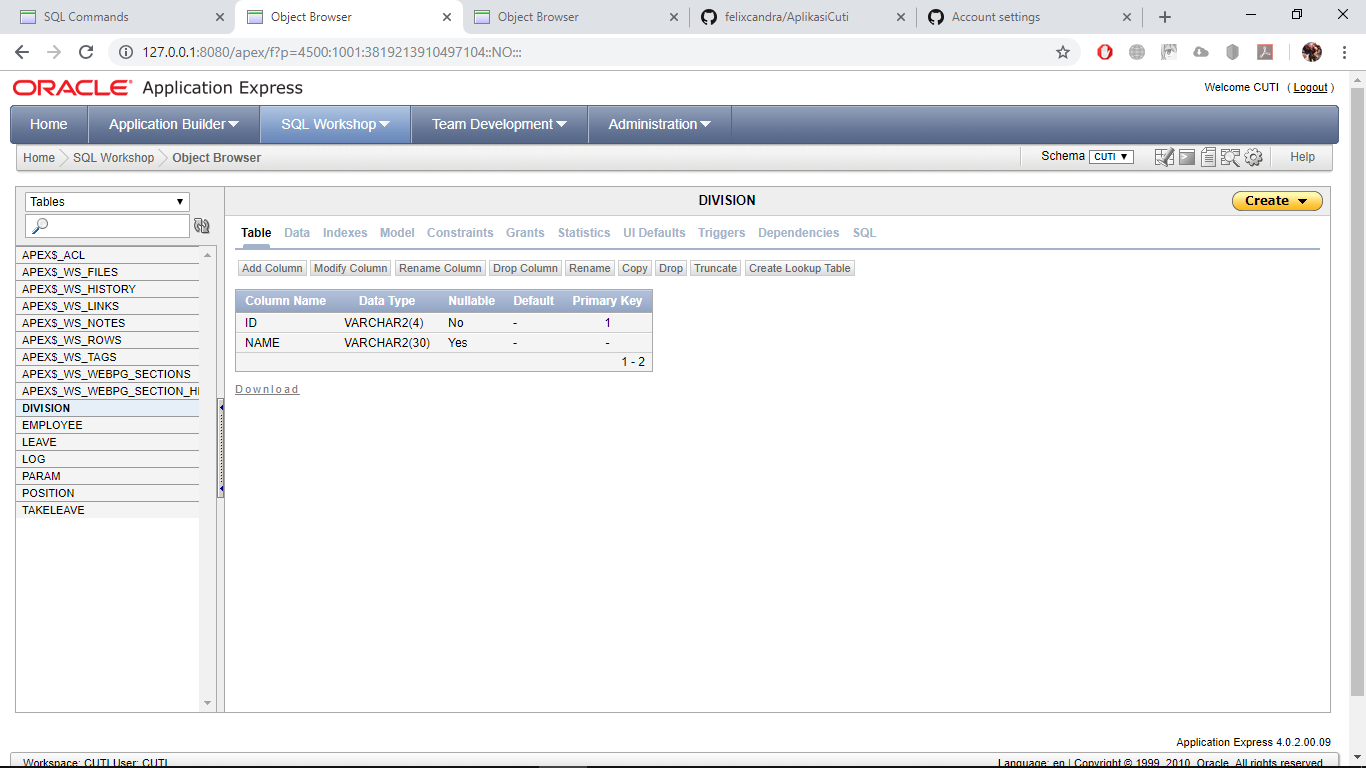 SQL Commands
Object Browser
Object Browser
felixcandra/AplikasiCuti
Account settings
127.0.0.1:8080/apex/f?p=4500:1001:3819213910497104::NO:::
ORACLE Application Express
Welcome CUTI ( Logout )
Home Application Builder SQL Workshop Team Development Administration
Home SQL Workshop Object Browser
Schema CUTI Help
Tables
APEX$_ACL
APEX$_WS_FILES
APEX$_WS_HISTORY
APEX$_WS_LINKS
APEX$_WS_NOTES
APEX$_WS_ROWS
APEX$_WS_TAGS
APEX$_WS_WEBPG_SECTIONS
APEX$_WS_WEBPG_SECTION_HI
DIVISION
EMPLOYEE
LEAVE
LOG
PARAM
POSITION
TAKELEAVE
DIVISION
Create
Table Data Indexes Model Constraints Grants Statistics UI Defaults Triggers Dependencies SQL
Add Column Modify Column Rename Column Drop Column Rename Copy Drop Truncate Create Lookup Table
Column Name Data Type Nullable Default Primary Key
ID VARCHAR2(4) No - 1
NAME VARCHAR2(30) Yes - -
1 - 2
Download
Application Express 4.0.2.00.09
Workspace: CUTI User: CUTI
Language: en | Copyright © 1999, 2010, Oracle. All rights reserved.